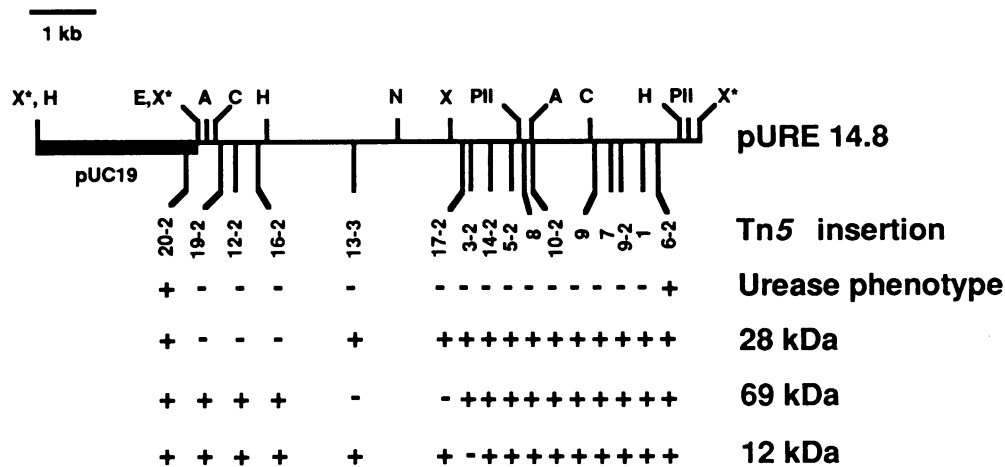 1 kb
X*, H E,X* A C H N X PII A C H PII X*
pURE 14.8
pUC19
20-2 19-2 12-2 16-2 13-3 17-2 3-2 14-2 5-2 8 10-2 9 7 9-2 1 6-2 Tn5 insertion
+ - - - - - - - - - - - - - - + Urease phenotype
+ - - - + + + + + + + + + + + + 28 kDa
+ + + + - - + + + + + + + + + + 69 kDa
+ + + + + + - + + + + + + + + + 12 kDa